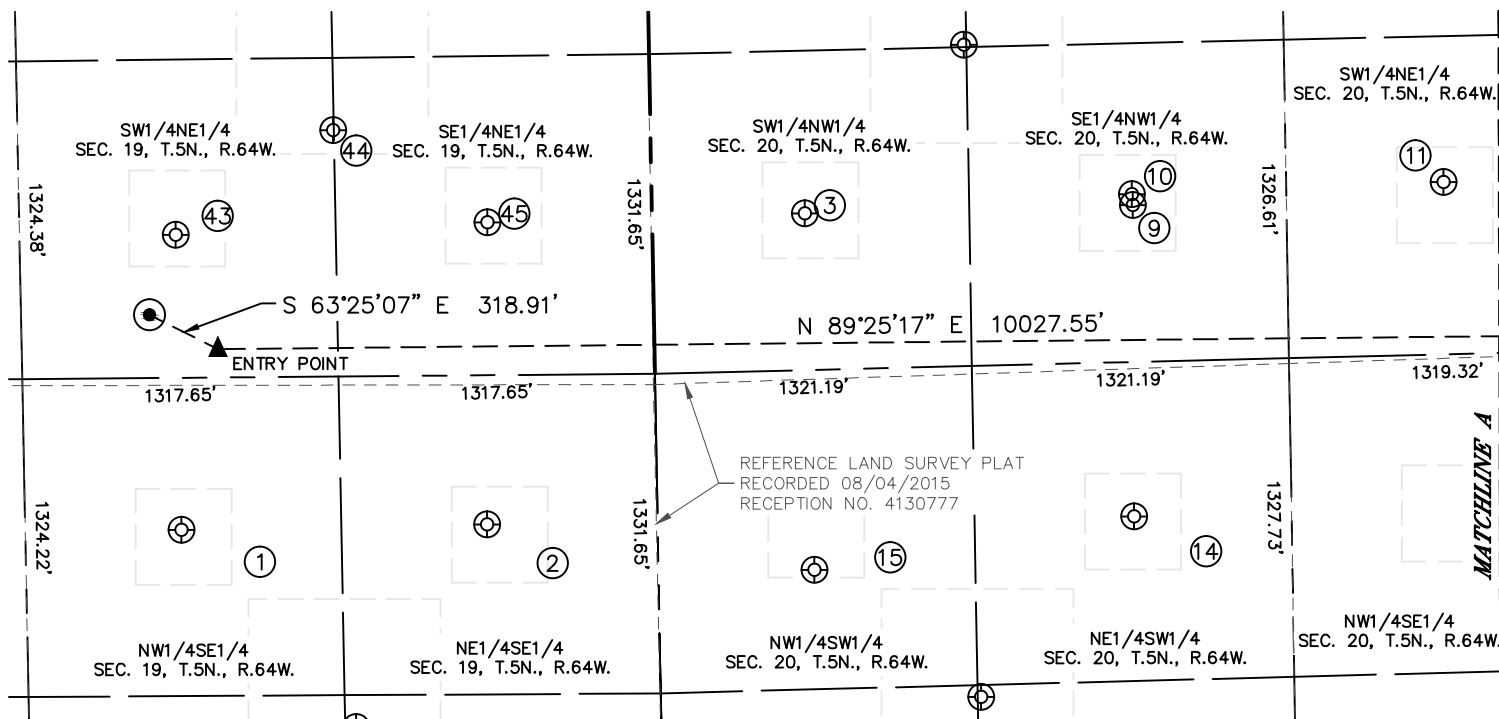 SW1/4NE1/4
SEC. 20, T.5N., R.64W.
SW1/4NE1/4
SEC. 19, T.5N., R.64W.
44
SE1/4NE1/4
SEC. 19, T.5N., R.64W.
SW1/4NW1/4
SEC. 20, T.5N., R.64W.
SE1/4NW1/4
SEC. 20, T.5N., R.64W.
11
10
1324.38'
43
45
1331.65'
3
9
1326.61'
S 63°25'07" E 318.91'
N 89°25'17" E 10027.55'
ENTRY POINT
1317.65'
1317.65'
1321.19'
1321.19'
1319.32'
REFERENCE LAND SURVEY PLAT
RECORDED 08/04/2015
RECEPTION NO. 4130777
MATCHLINE A
1324.22'
1
2
1331.65'
15
14
1327.73'
NW1/4SE1/4
SEC. 19, T.5N., R.64W.
NE1/4SE1/4
SEC. 19, T.5N., R.64W.
NW1/4SW1/4
SEC. 20, T.5N., R.64W.
NE1/4SW1/4
SEC. 20, T.5N., R.64W.
NW1/4SE1/4
SEC. 20, T.5N., R.64W.